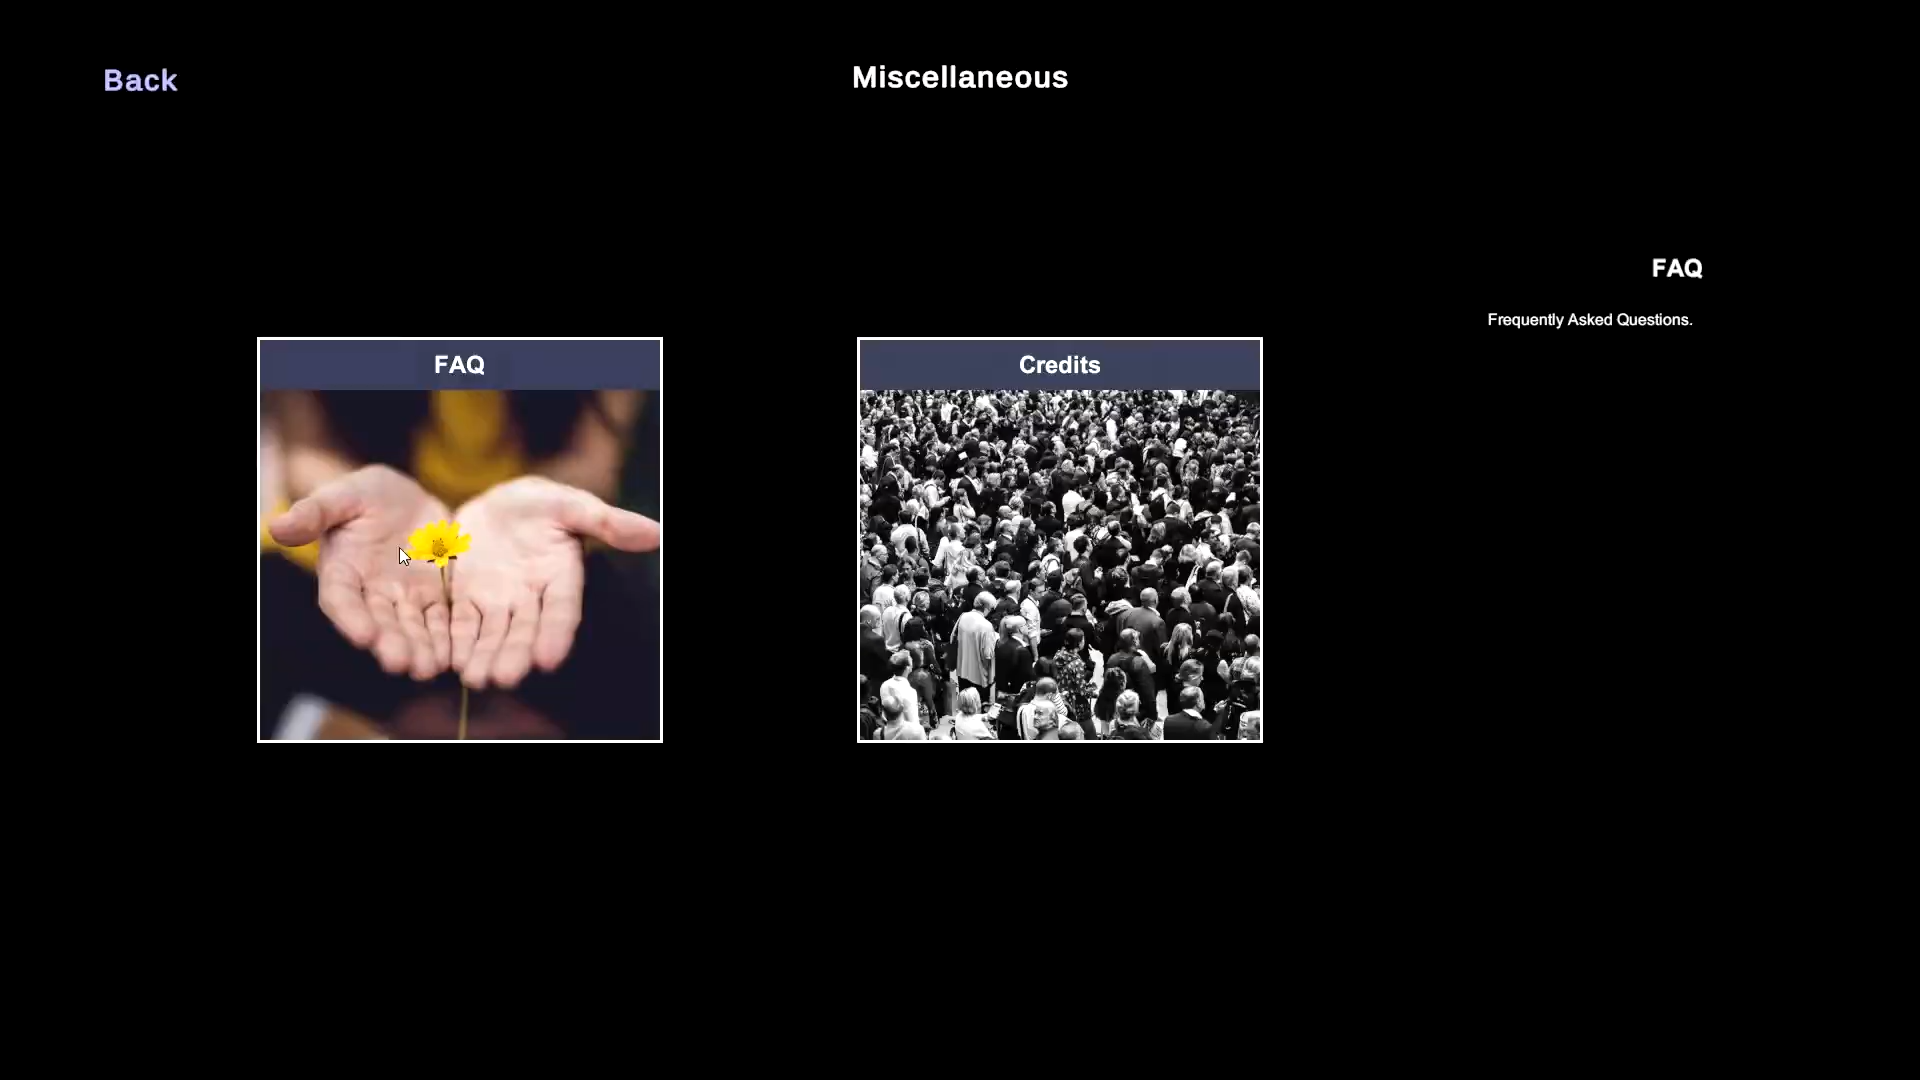 Back
Miscellaneous
FAQ
Frequently Asked Questions.
FAQ
Credits